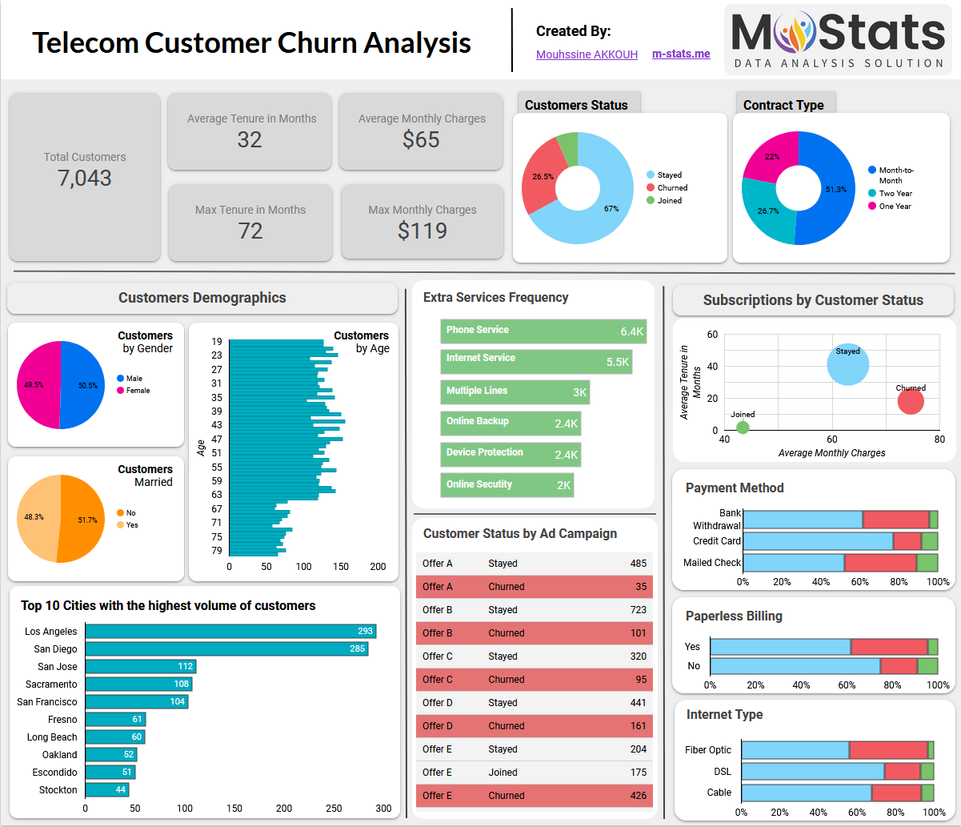 Telecom Customer Churn Analysis
Created By:
Mouhssine AKKOUH
m-stats.me
MStats
DATA ANALYSIS SOLUTION
Total Customers
7,043
Average Tenure in Months
32
Average Monthly Charges
$65
Max Tenure in Months
72
Max Monthly Charges
$119
Customers Status
26.5%
67%
Stayed
Churned
Joined
Contract Type
22%
51.3%
26.7%
Month-to-
Month
Two Year
One Year
Customers Demographics
Customers
by Gender
49.5%
50.5%
Male
Female
Customers
Married
48.3%
51.7%
No
Yes
Customers
by Age
Age
19
23
27
31
35
39
43
47
51
55
59
63
67
71
75
79
0 50 100 150 200
Top 10 Cities with the highest volume of customers
Los Angeles 293
San Diego 285
San Jose 112
Sacramento 108
San Francisco 104
Fresno 61
Long Beach 60
Oakland 52
Escondido 51
Stockton 44
0 50 100 150 200 250 300
Extra Services Frequency
Phone Service 6.4K
Internet Service 5.5K
Multiple Lines 3K
Online Backup 2.4K
Device Protection 2.4K
Online Secutity 2K
Customer Status by Ad Campaign
Offer A Stayed 485
Offer A Churned 35
Offer B Stayed 723
Offer B Churned 101
Offer C Stayed 320
Offer C Churned 95
Offer D Stayed 441
Offer D Churned 161
Offer E Stayed 204
Offer E Joined 175
Offer E Churned 426
Subscriptions by Customer Status
Average Tenure in
Months
60
40
20
0
Stayed
Churned
Joined
40 60 80
Average Monthly Charges
Payment Method
Bank
Withdrawal
Credit Card
Mailed Check
0% 20% 40% 60% 80% 100%
Paperless Billing
Yes
No
0% 20% 40% 60% 80% 100%
Internet Type
Fiber Optic
DSL
Cable
0% 20% 40% 60% 80% 100%